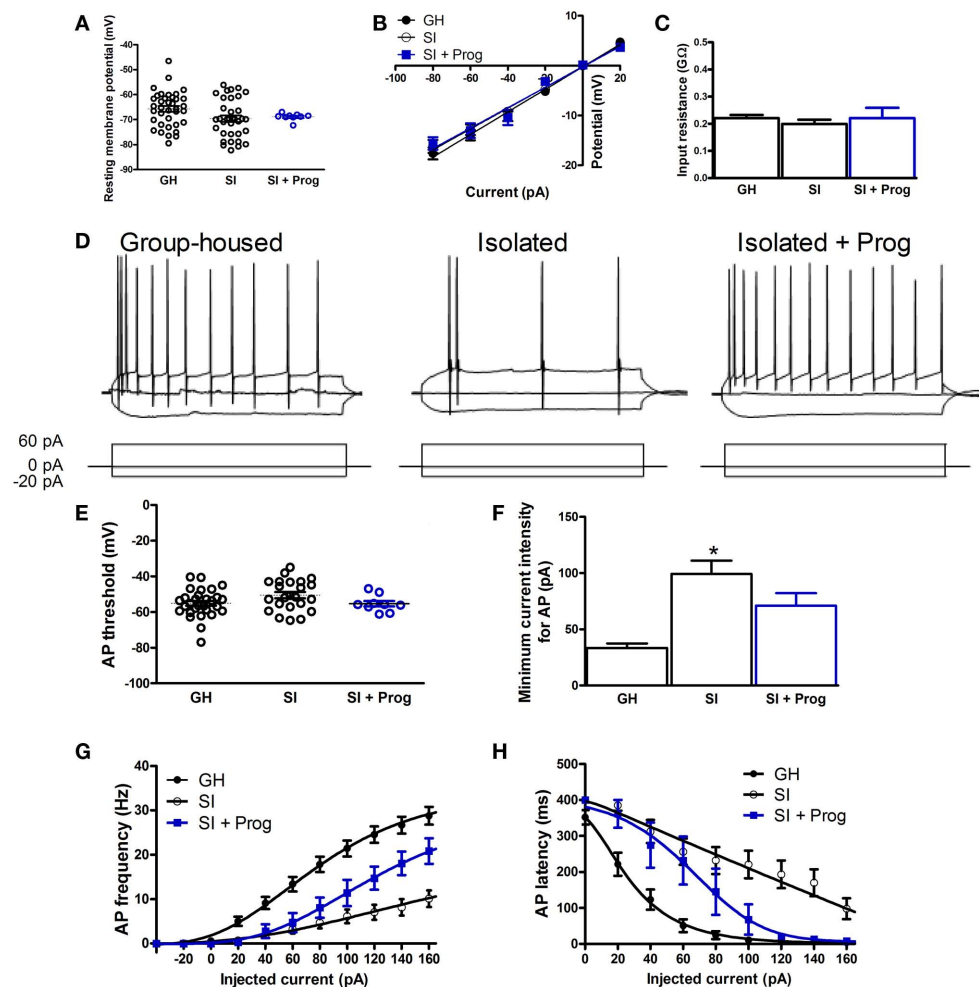 A
Resting membrane potential (mV)
-40
-50
-60
-70
-80
-90
GH
SI
SI + Prog
B
GH
SI
SI + Prog
10
-100
-80
-60
-40
-20
20
-10
-20
Potential (mV)
Current (pA)
C
Input resistance (GΩ)
0.5
0.4
0.3
0.2
0.1
0.0
GH
SI
SI + Prog
D
Group-housed
Isolated
Isolated + Prog
60 pA
0 pA
-20 pA
E
AP threshold (mV)
0
-20
-40
-60
-80
-100
GH
SI
SI + Prog
F
Minimum current intensity
for AP (pA)
150
100
50
0
*
GH
SI
SI + Prog
G
GH
SI
SI + Prog
AP frequency (Hz)
40
30
20
10
0
-20 0 20 40 60 80 100 120 140 160
Injected current (pA)
H
GH
SI
SI + Prog
AP latency (ms)
500
400
300
200
100
0
0 20 40 60 80 100 120 140 160
Injected current (pA)